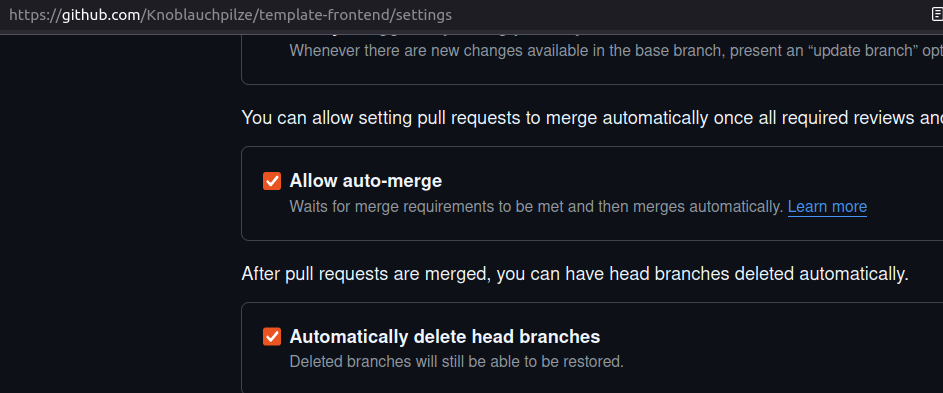 https://github.com/Knoblauchpilze/template-frontend/settings
Whenever there are new changes available in the base branch, present an “update branch” opt
You can allow setting pull requests to merge automatically once all required reviews and
Allow auto-merge
Waits for merge requirements to be met and then merges automatically. Learn more
After pull requests are merged, you can have head branches deleted automatically.
Automatically delete head branches
Deleted branches will still be able to be restored.